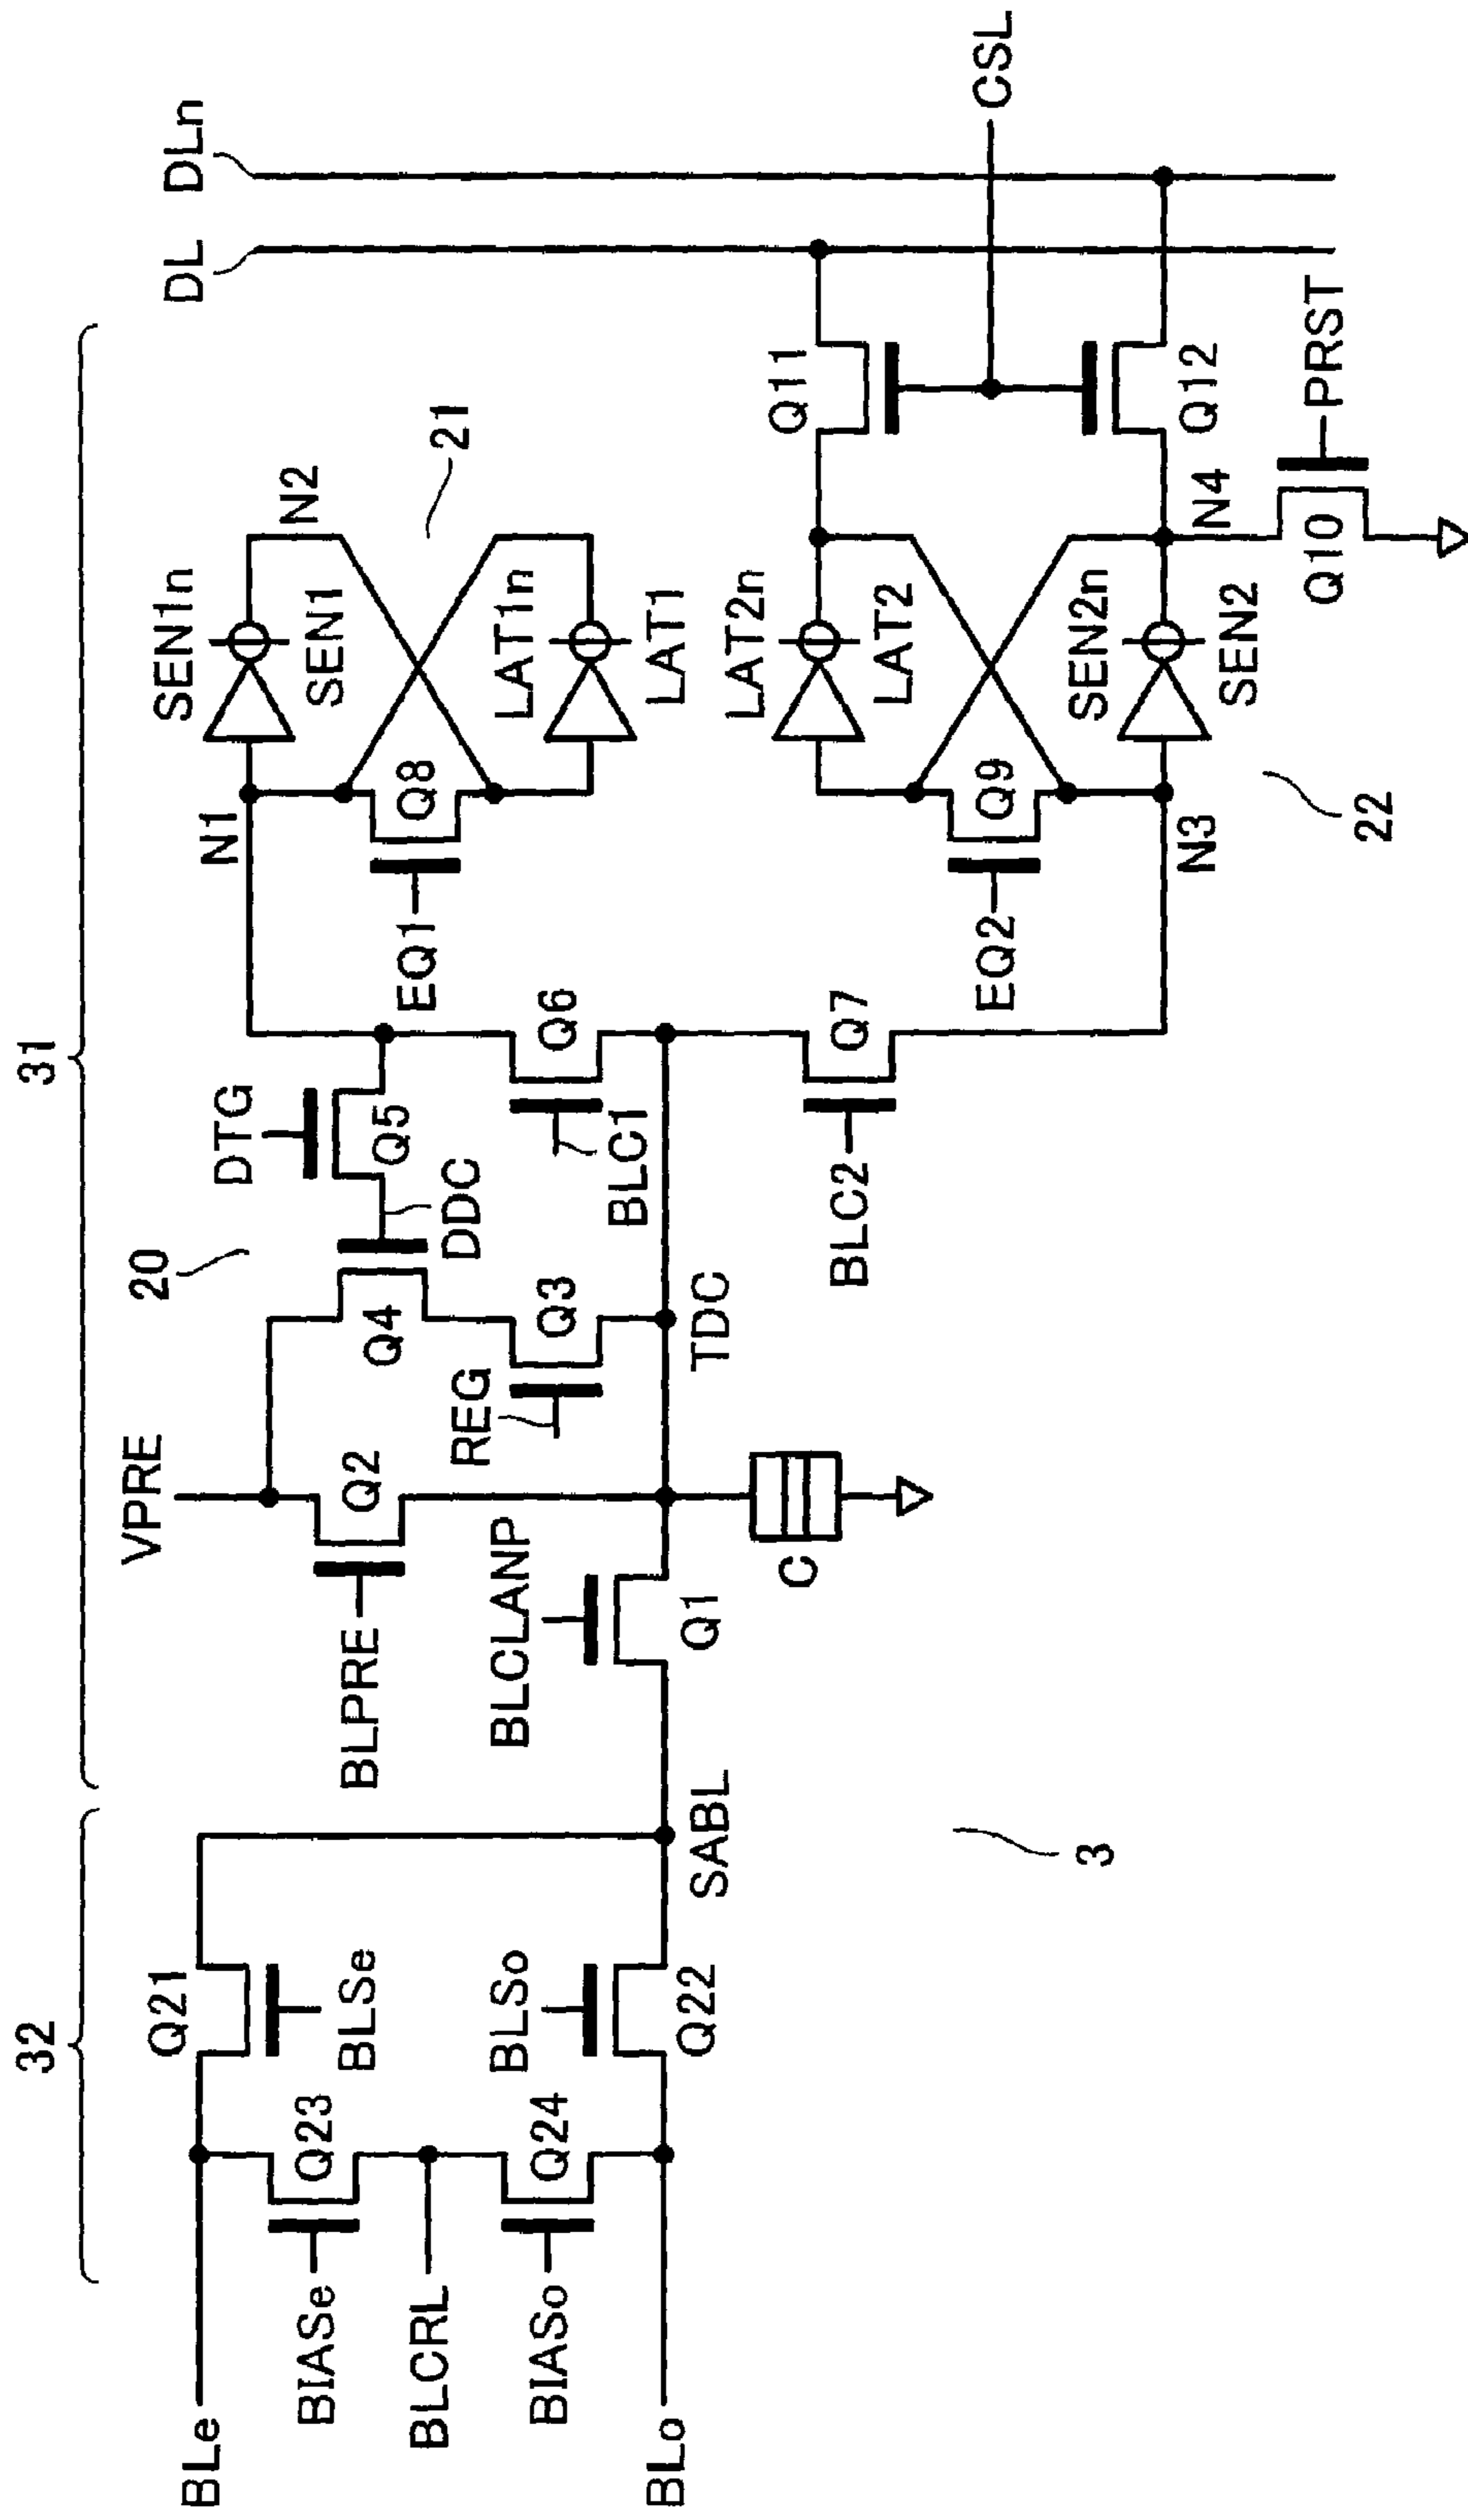 32
31
BLe
BIASe
BLCRL
BIASo
BLo
Q23
Q24
Q21
BLSe
BLSo
Q22
SABL
3
VPRE
BLPRE
Q2
BLCLANP
Q1
C
REG
Q3
Q4
TDC
20
DTG
Q5
DDC
BLC1
Q6
BLC2
Q7
N1
EQ1
Q8
SEN1n
SEN1
N2
21
LAT1n
LAT1
LAT2n
LAT2
EQ2
Q9
N3
SEN2n
SEN2
22
N4
Q10
PRST
Q11
Q12
CSL
DL
DLn